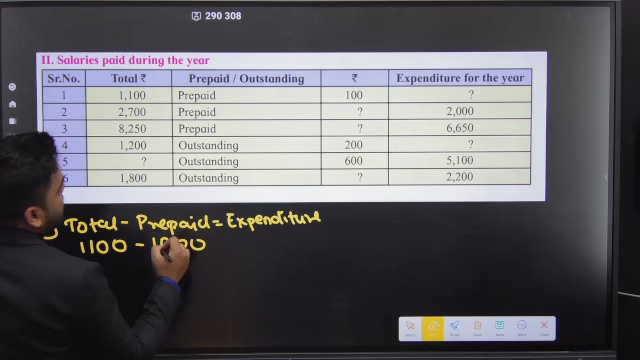 290 308
II. Salaries paid during the year
Sr.No. Total ₹ Prepaid / Outstanding ₹ Expenditure for the year
1 1,100 Prepaid 100 ?
2 2,700 Prepaid ? 2,000
3 8,250 Prepaid ? 6,650
4 1,200 Outstanding 200 ?
5 ? Outstanding 600 5,100
6 1,800 Outstanding ? 2,200
Total - Prepaid = Expenditure
1100 -